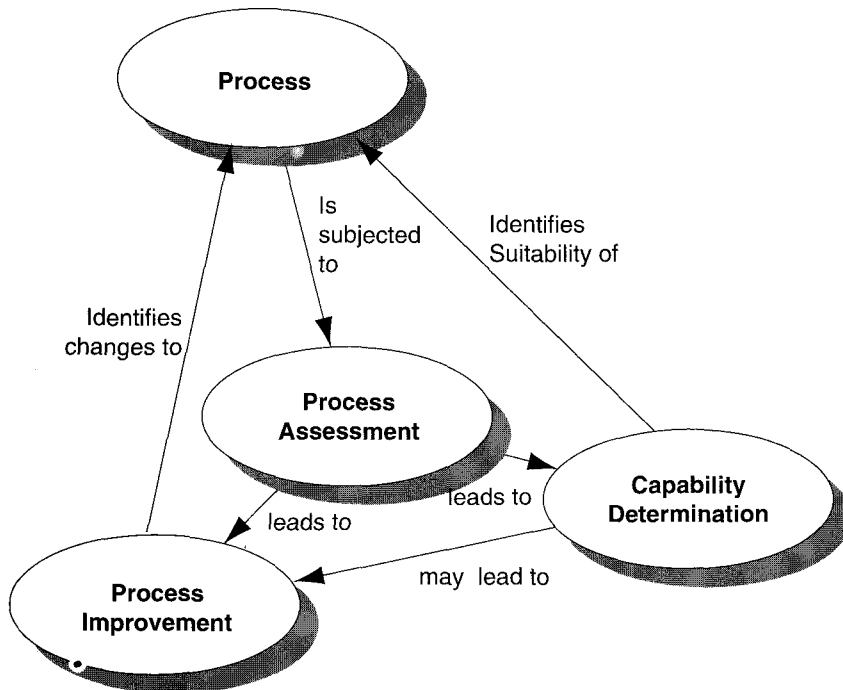 Process
Is
subjected
to
Identifies
Suitability of
Identifies
changes to
Process
Assessment
leads to
leads to
Capability
Determination
may lead to
Process
Improvement